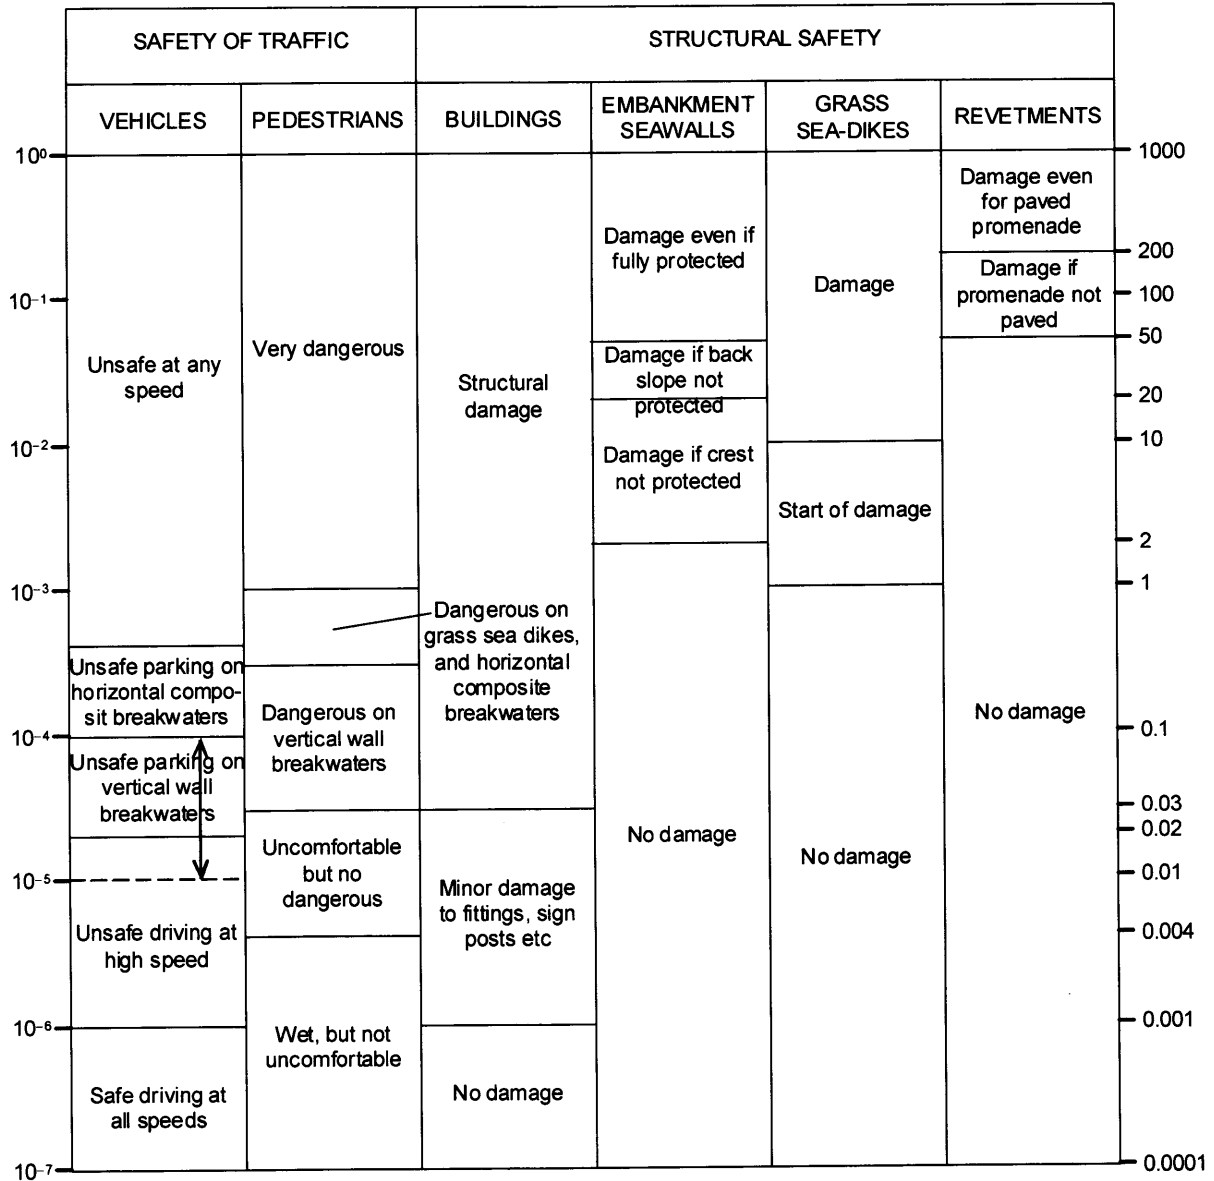 SAFETY OF TRAFFIC
STRUCTURAL SAFETY
VEHICLES
PEDESTRIANS
BUILDINGS
EMBANKMENT
SEAWALLS
GRASS
SEA-DIKES
REVETMENTS
10⁰
10⁻¹
10⁻²
10⁻³
10⁻⁴
10⁻⁵
10⁻⁶
10⁻⁷
Unsafe at any
speed
Unsafe parking on
horizontal compo-
sit breakwaters
Unsafe parking on
vertical wall
breakwaters
Unsafe driving at
high speed
Safe driving at
all speeds
Very dangerous
Dangerous on
grass sea dikes,
and horizontal
composite
breakwaters
Dangerous on
vertical wall
breakwaters
Uncomfortable
but no
dangerous
Wet, but not
uncomfortable
Structural
damage
Minor damage
to fittings, sign
posts etc
No damage
Damage even if
fully protected
Damage if back
slope not
protected
Damage if crest
not protected
No damage
Damage
Start of damage
No damage
Damage even
for paved
promenade
Damage if
promenade not
paved
No damage
1000
200
100
50
20
10
2
1
0.1
0.03
0.02
0.01
0.004
0.001
0.0001